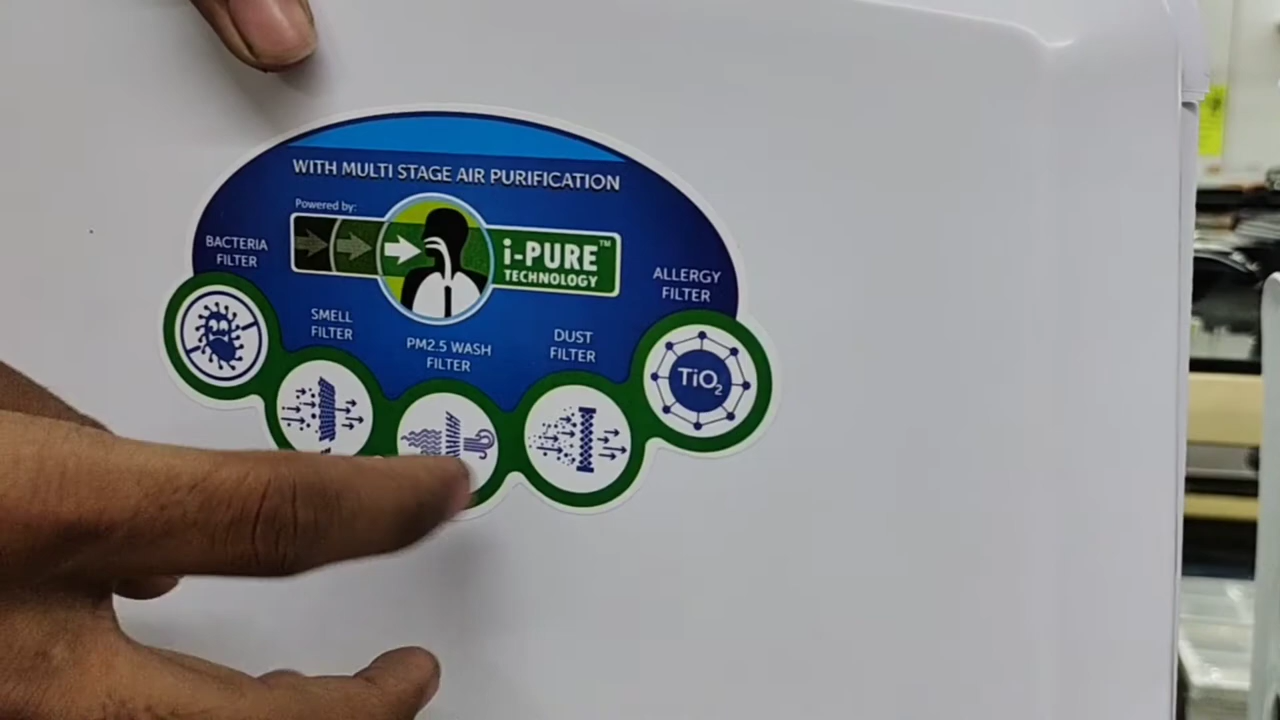 WITH MULTI STAGE AIR PURIFICATION
Powered by:
i-PURE™
TECHNOLOGY
BACTERIA
FILTER
SMELL
FILTER
PM2.5 WASH
FILTER
DUST
FILTER
ALLERGY
FILTER
TiO₂